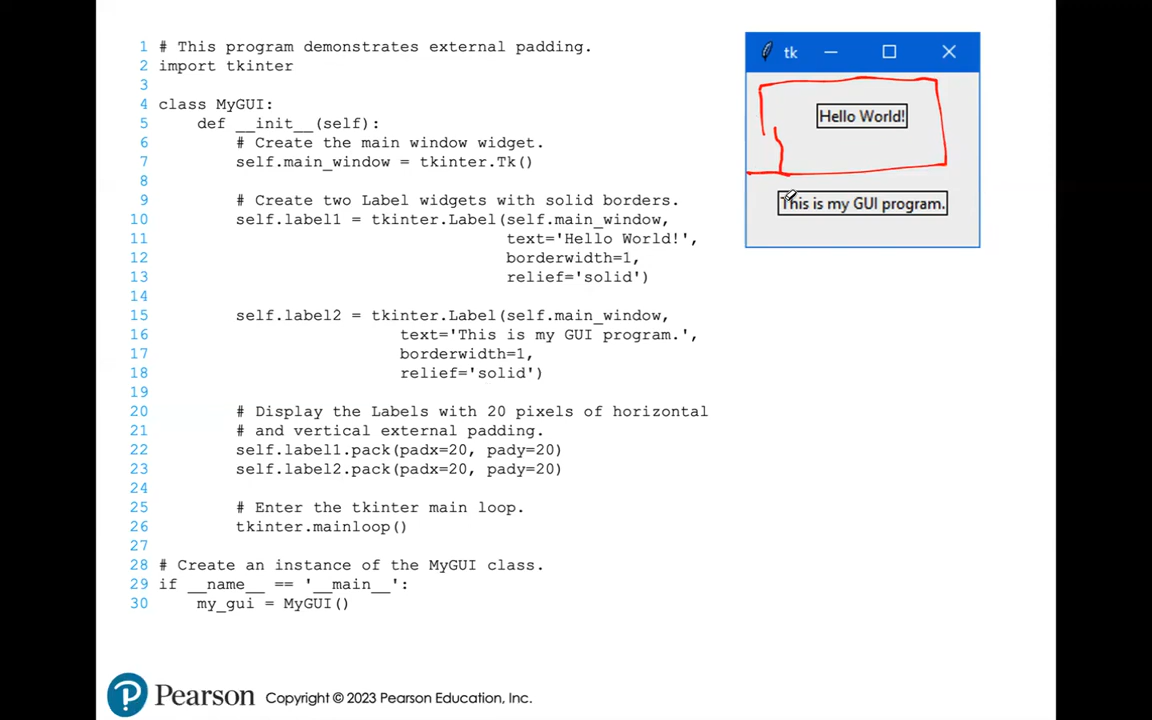 1 # This program demonstrates external padding.
2 import tkinter
3
4 class MyGUI:
5     def __init__(self):
6         # Create the main window widget.
7         self.main_window = tkinter.Tk()
8
9         # Create two Label widgets with solid borders.
10         self.label1 = tkinter.Label(self.main_window,
11                                     text='Hello World!',
12                                     borderwidth=1,
13                                     relief='solid')
14
15         self.label2 = tkinter.Label(self.main_window,
16                          text='This is my GUI program.',
17                          borderwidth=1,
18                          relief='solid')
19
20         # Display the Labels with 20 pixels of horizontal
21         # and vertical external padding.
22         self.label1.pack(padx=20, pady=20)
23         self.label2.pack(padx=20, pady=20)
24
25         # Enter the tkinter main loop.
26         tkinter.mainloop()
27
28 # Create an instance of the MyGUI class.
29 if __name__ == '__main__':
30     my_gui = MyGUI()
tk
Hello World!
This is my GUI program.
P Pearson Copyright © 2023 Pearson Education, Inc.